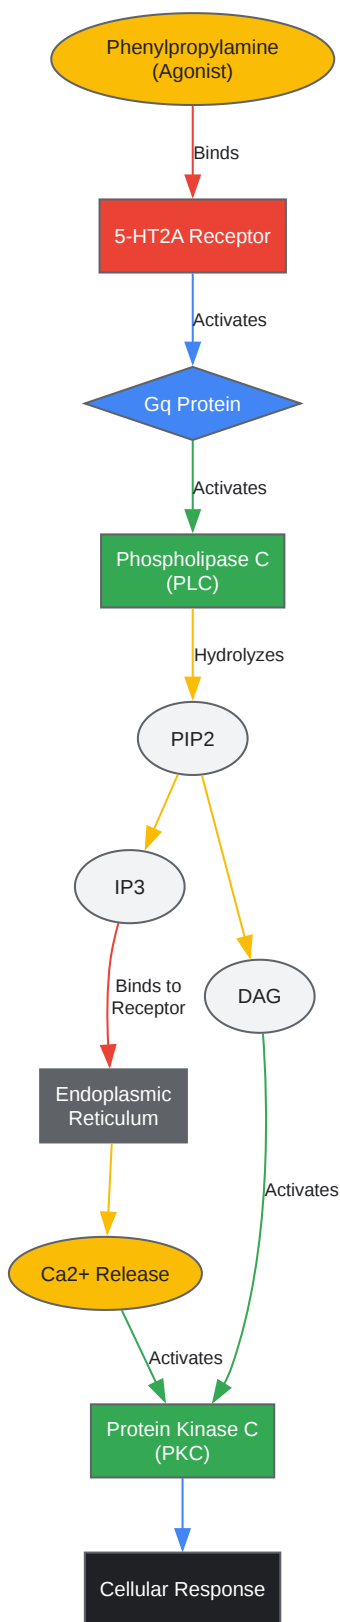 Phenylpropylamine
(Agonist)
Binds
5-HT2A Receptor
Activates
Gq Protein
Activates
Phospholipase C
(PLC)
Hydrolyzes
PIP2
IP3
DAG
Binds to
Receptor
Endoplasmic
Reticulum
Activates
Ca2+ Release
Activates
Protein Kinase C
(PKC)
Cellular Response